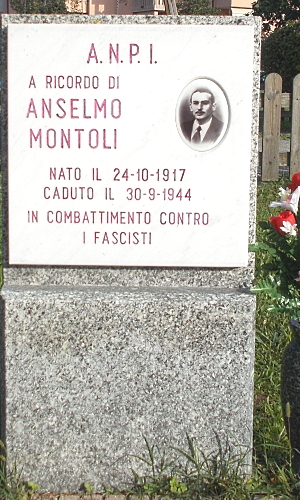 A.N.P.I.
A RICORDO DI
ANSELMO
MONTOLI
NATO IL 24-10-1917
CADUTO IL 30-9-1944
IN COMBATTIMENTO CONTRO
I FASCISTI